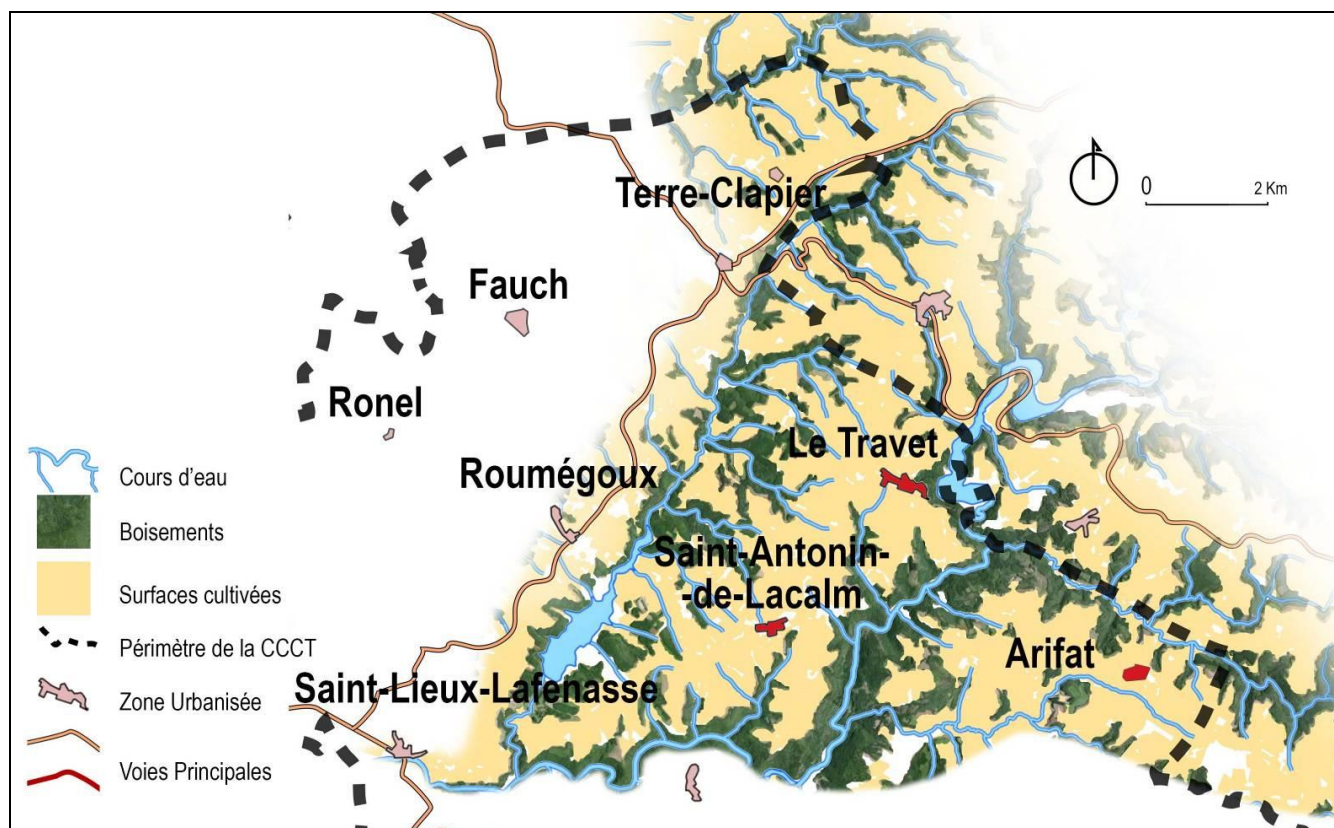 Terre-Clapier
0
2 Km
Fauch
Ronel
Le Travet
Roumégoux
Saint-Antonin-
-de-Lacalm
Arifat
Saint-Lieux-Lafenasse
Cours d'eau
Boisements
Surfaces cultivées
Périmètre de la CCCT
Zone Urbanisée
Voies Principales